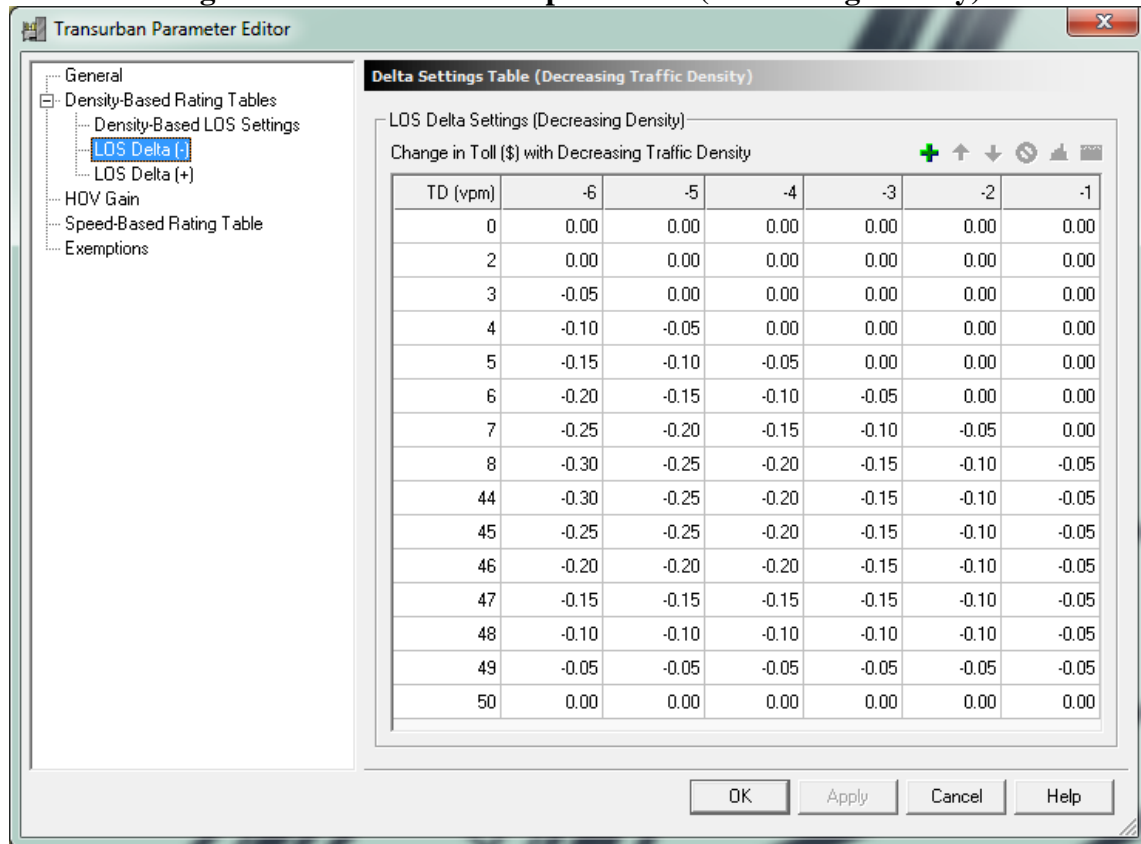 Transurban Parameter Editor
General
Density-Based Rating Tables
Density-Based LOS Settings
LOS Delta (-)
LOS Delta (+)
HOV Gain
Speed-Based Rating Table
Exemptions
Delta Settings Table (Decreasing Traffic Density)
LOS Delta Settings (Decreasing Density)
Change in Toll ($) with Decreasing Traffic Density
TD (vpm) -6 -5 -4 -3 -2 -1
0 0.00 0.00 0.00 0.00 0.00 0.00
2 0.00 0.00 0.00 0.00 0.00 0.00
3 -0.05 0.00 0.00 0.00 0.00 0.00
4 -0.10 -0.05 0.00 0.00 0.00 0.00
5 -0.15 -0.10 -0.05 0.00 0.00 0.00
6 -0.20 -0.15 -0.10 -0.05 0.00 0.00
7 -0.25 -0.20 -0.15 -0.10 -0.05 0.00
8 -0.30 -0.25 -0.20 -0.15 -0.10 -0.05
44 -0.30 -0.25 -0.20 -0.15 -0.10 -0.05
45 -0.25 -0.25 -0.20 -0.15 -0.10 -0.05
46 -0.20 -0.20 -0.20 -0.15 -0.10 -0.05
47 -0.15 -0.15 -0.15 -0.15 -0.10 -0.05
48 -0.10 -0.10 -0.10 -0.10 -0.10 -0.05
49 -0.05 -0.05 -0.05 -0.05 -0.05 -0.05
50 0.00 0.00 0.00 0.00 0.00 0.00
OK Apply Cancel Help